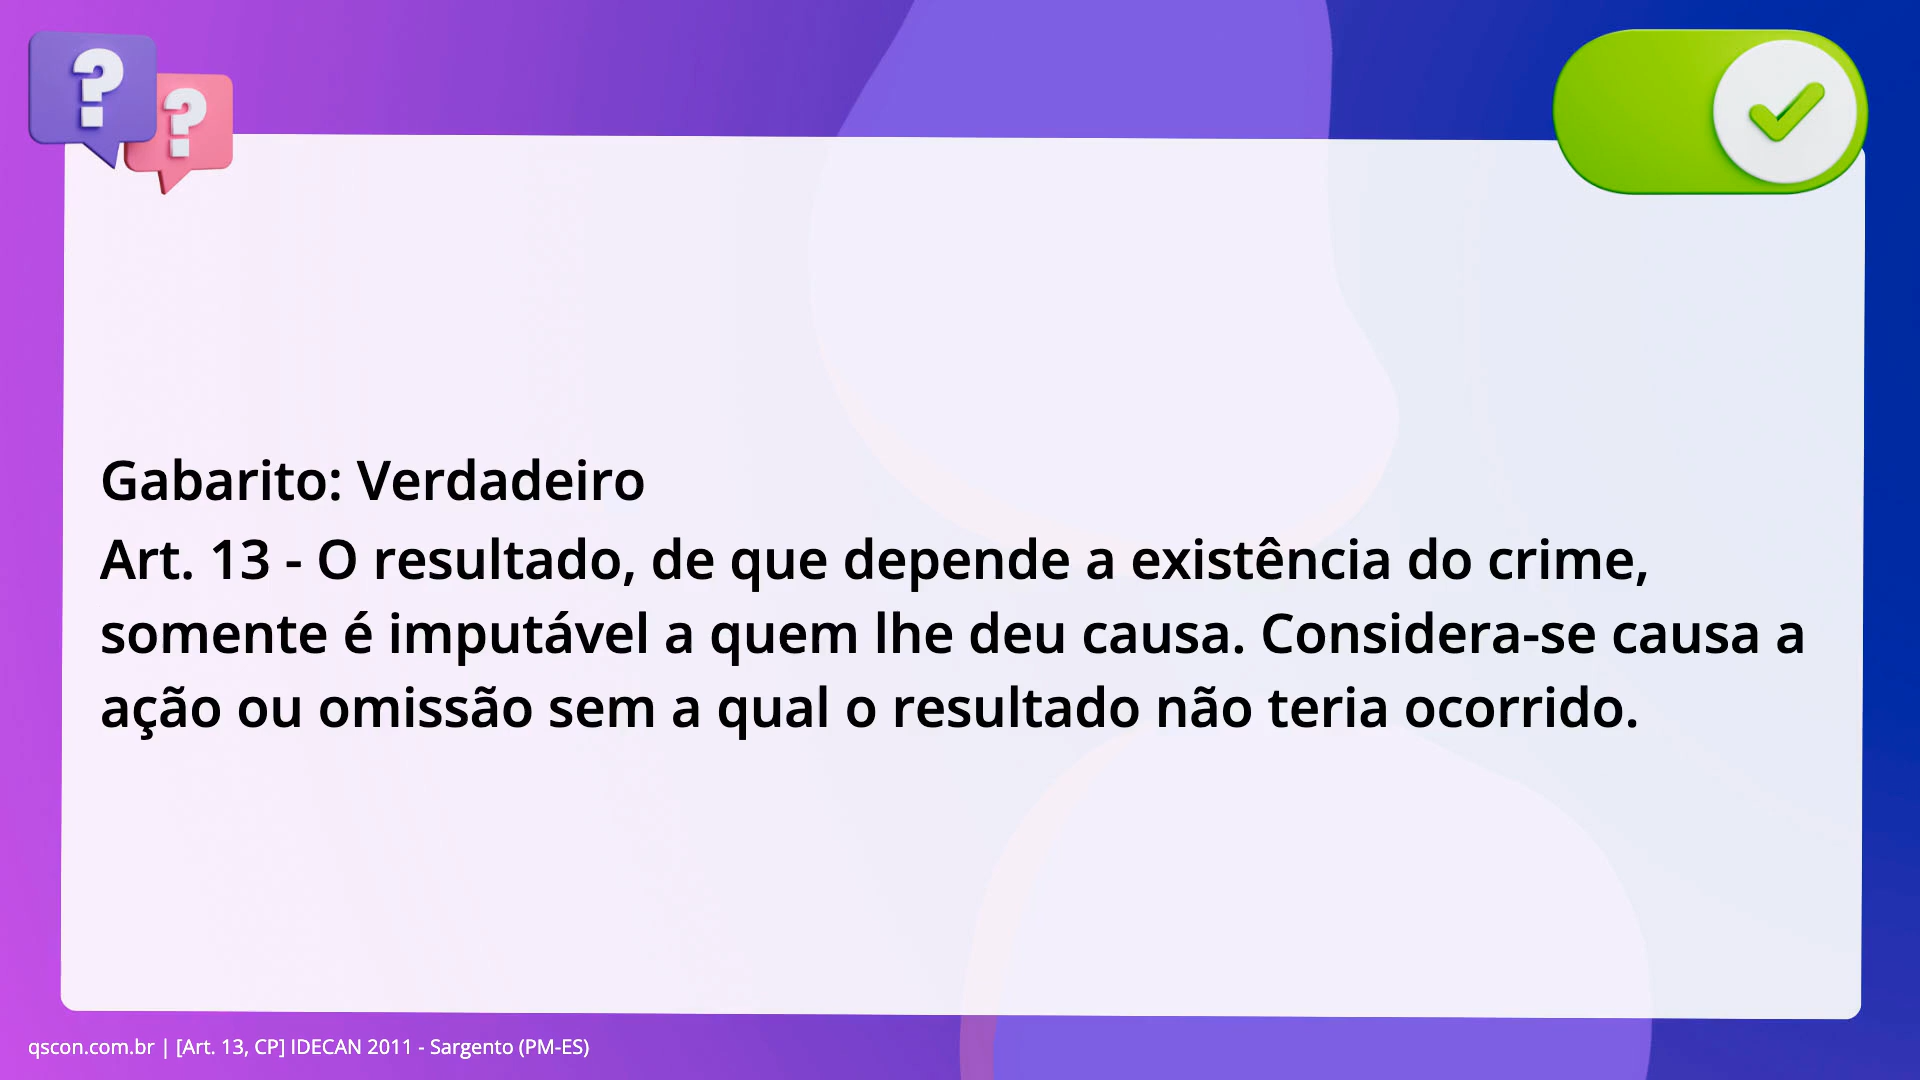 Gabarito: Verdadeiro
Art. 13 - O resultado, de que depende a existência do crime,
somente é imputável a quem lhe deu causa. Considera-se causa a
ação ou omissão sem a qual o resultado não teria ocorrido.
qscon.com.br | [Art. 13, CP] IDECAN 2011 - Sargento (PM-ES)